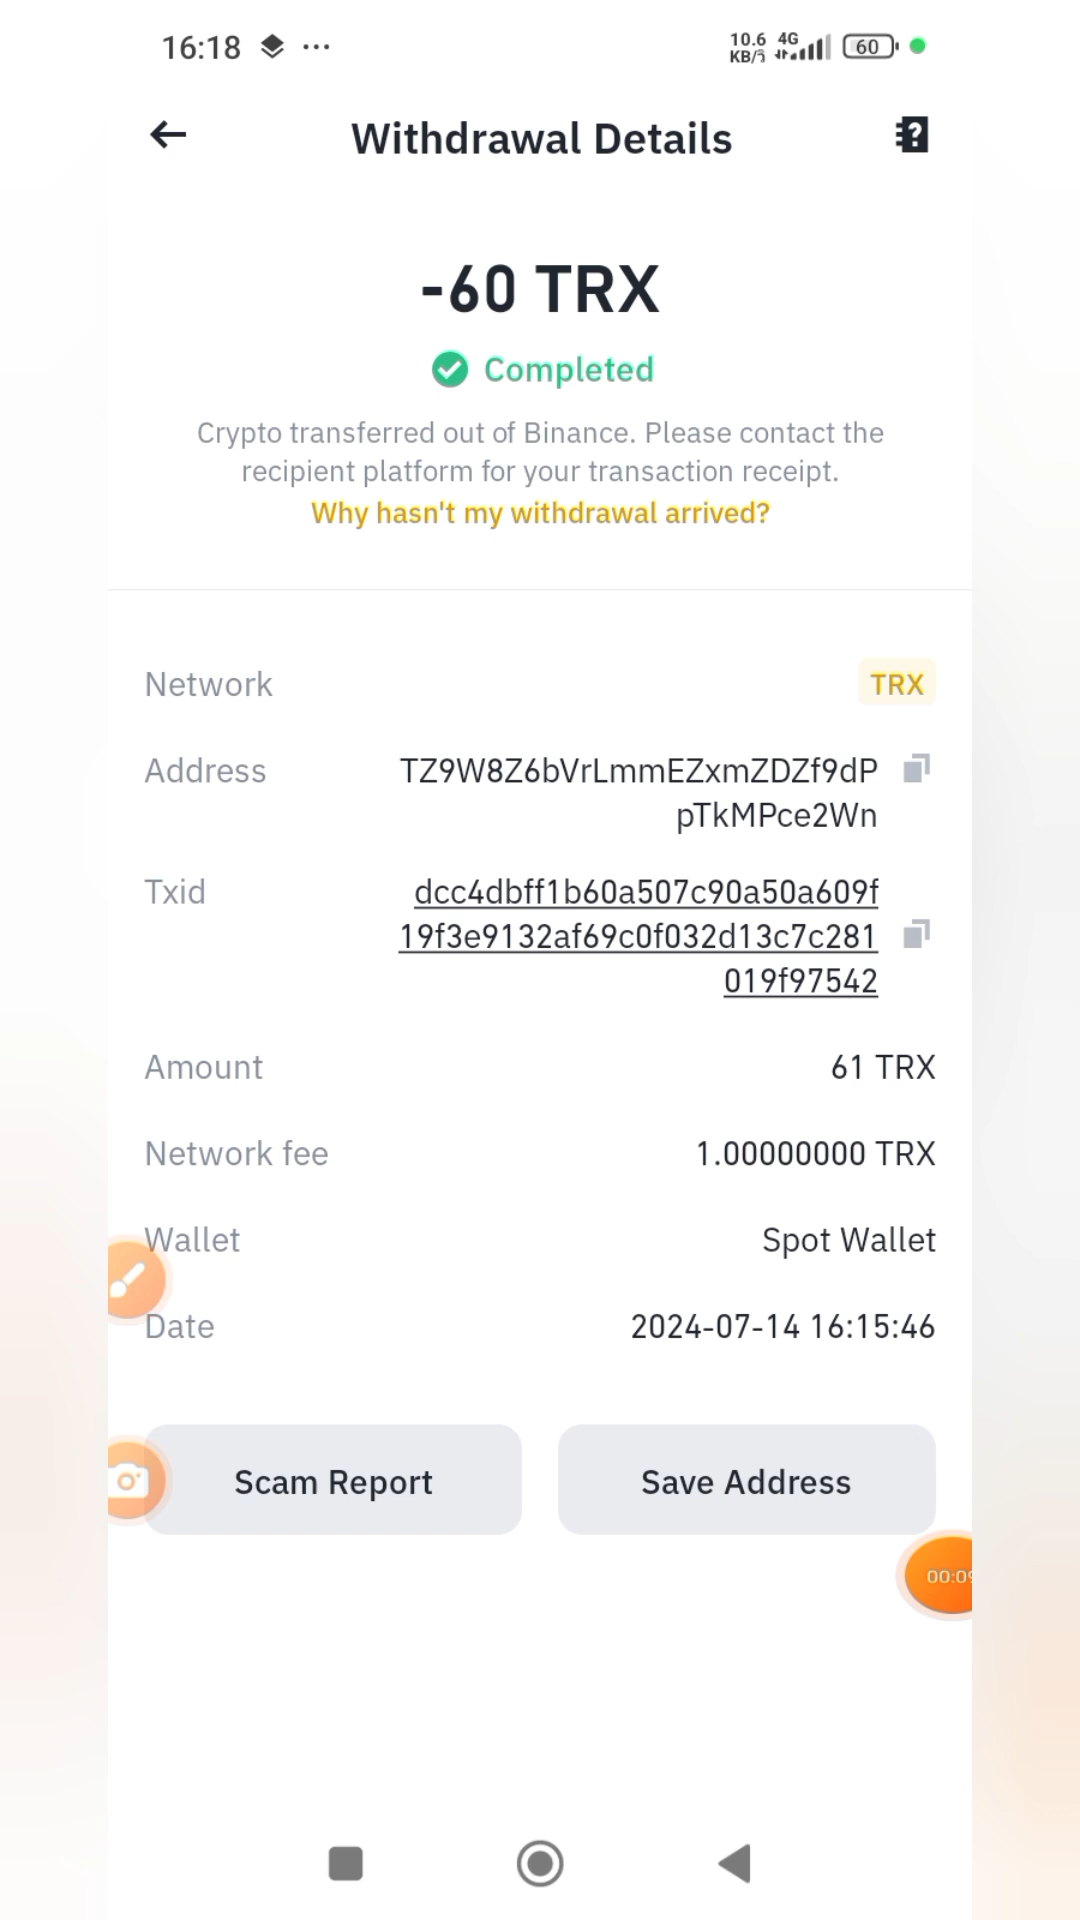 16:18 ...
10.6 4G
KB/s 60
Withdrawal Details
-60 TRX
Completed
Crypto transferred out of Binance. Please contact the
recipient platform for your transaction receipt.
Why hasn't my withdrawal arrived?
Network TRX
Address TZ9W8Z6bVrLmmEZxmZDZf9dP
pTkMPce2Wn
Txid dcc4dbff1b60a507c90a50a609f
19f3e9132af69c0f032d13c7c281
019f97542
Amount 61 TRX
Network fee 1.00000000 TRX
Wallet Spot Wallet
Date 2024-07-14 16:15:46
Scam Report Save Address